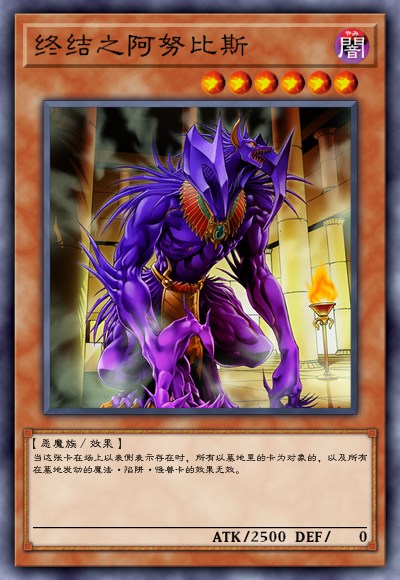 终结之阿努比斯
やみ
闇
【恶魔族／效果】
当这张卡在场上以表侧表示存在时，所有以墓地里的卡为对象的，以及所有
在墓地发动的魔法·陷阱·怪兽卡的效果无效。
ATK/2500 DEF/ 0